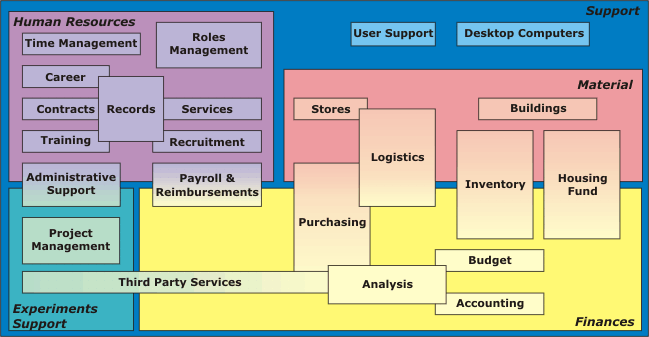 Human Resources
Support
Time Management
Roles
Management
User Support
Desktop Computers
Career
Material
Contracts
Records
Services
Stores
Buildings
Training
Recruitment
Logistics
Administrative
Support
Payroll &
Reimbursements
Inventory
Housing
Fund
Purchasing
Project
Management
Budget
Third Party Services
Analysis
Accounting
Experiments
Support
Finances